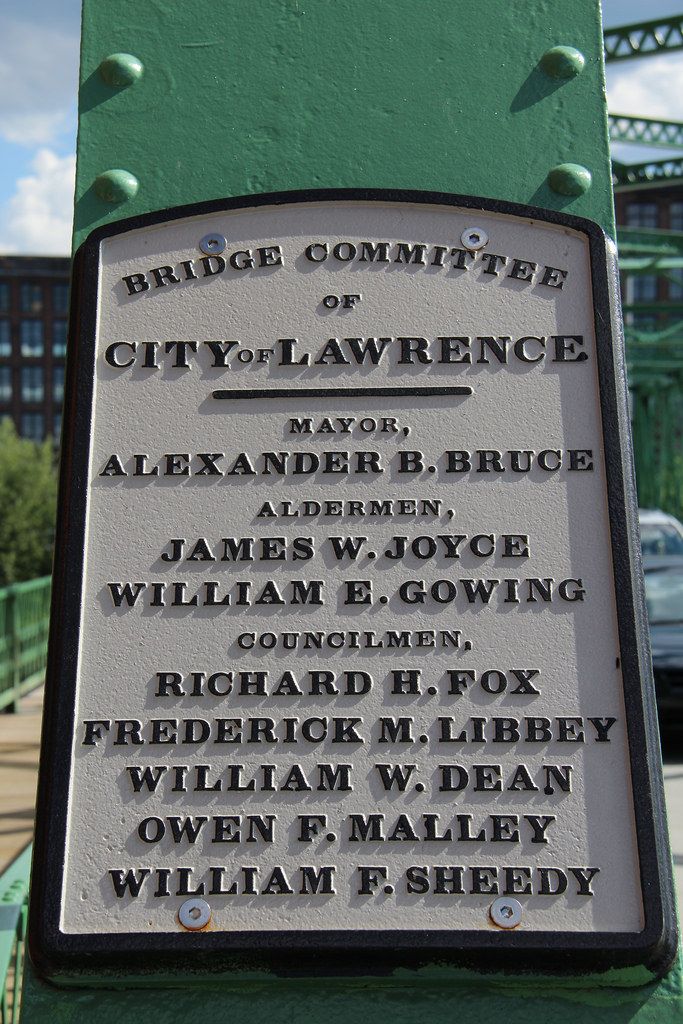 BRIDGE COMMITTEE
OF
CITY OF LAWRENCE
MAYOR,
ALEXANDER B. BRUCE
ALDERMEN,
JAMES W. JOYCE
WILLIAM E. GOWING
COUNCILMEN,
RICHARD H. FOX
FREDERICK M. LIBBEY
WILLIAM W. DEAN
OWEN F. MALLEY
WILLIAM F. SHEEDY